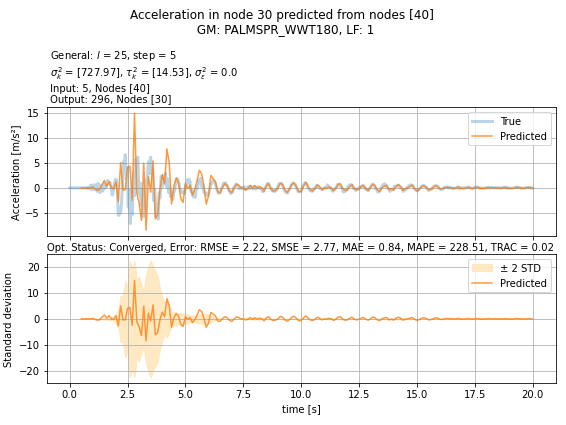 Acceleration in node 30 predicted from nodes [40]
GM: PALMSPR_WWT180, LF: 1
General: l = 25, step = 5
σ²ₖ = [727.97], τ²ₖ = [14.53], σ²ε = 0.0
Input: 5, Nodes [40]
Output: 296, Nodes [30]
Acceleration [m/s²]
15
10
5
0
−5
True
Predicted
Opt. Status: Converged, Error: RMSE = 2.22, SMSE = 2.77, MAE = 0.84, MAPE = 228.51, TRAC = 0.02
Standard deviation
20
10
0
−10
−20
± 2 STD
Predicted
0.0 2.5 5.0 7.5 10.0 12.5 15.0 17.5 20.0
time [s]